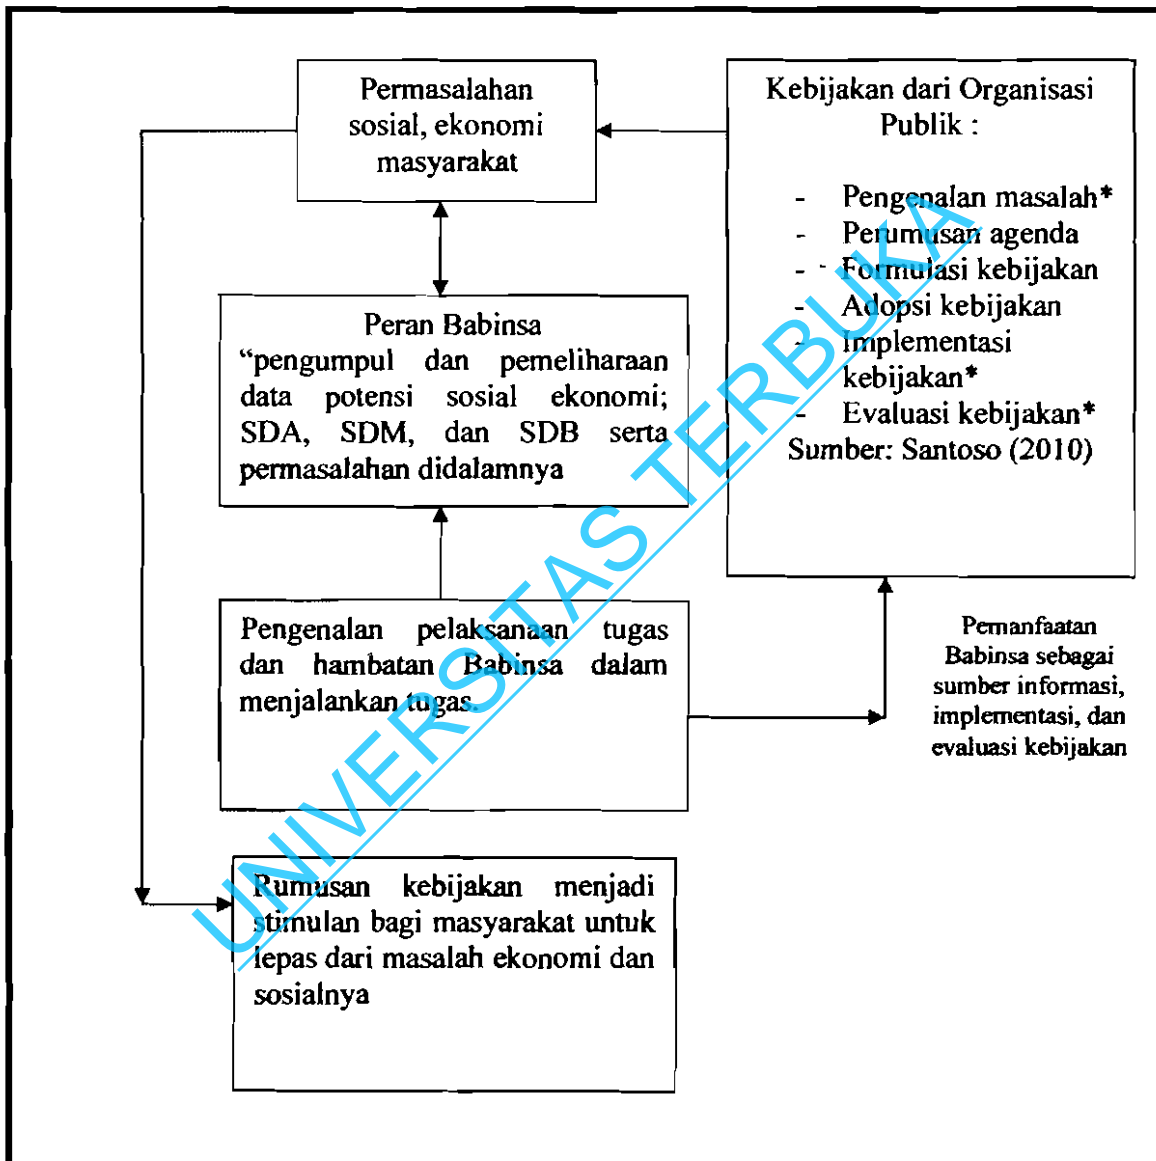 Permasalahan
sosial, ekonomi
masyarakat
Kebijakan dari Organisasi
Publik :
- Pengenalan masalah*
- Perumusan agenda
- Formulasi kebijakan
- Adopsi kebijakan
- Implementasi
kebijakan*
- Evaluasi kebijakan*
Sumber: Santoso (2010)
Peran Babinsa
“pengumpul dan pemeliharaan
data potensi sosial ekonomi;
SDA, SDM, dan SDB serta
permasalahan didalamnya
Pengenalan pelaksanaan tugas
dan hambatan Babinsa dalam
menjalankan tugas.
Pemanfaatan
Babinsa sebagai
sumber informasi,
implementasi, dan
evaluasi kebijakan
Rumusan kebijakan menjadi
stimulan bagi masyarakat untuk
lepas dari masalah ekonomi dan
sosialnya
UNIVERSITAS TERBUKA